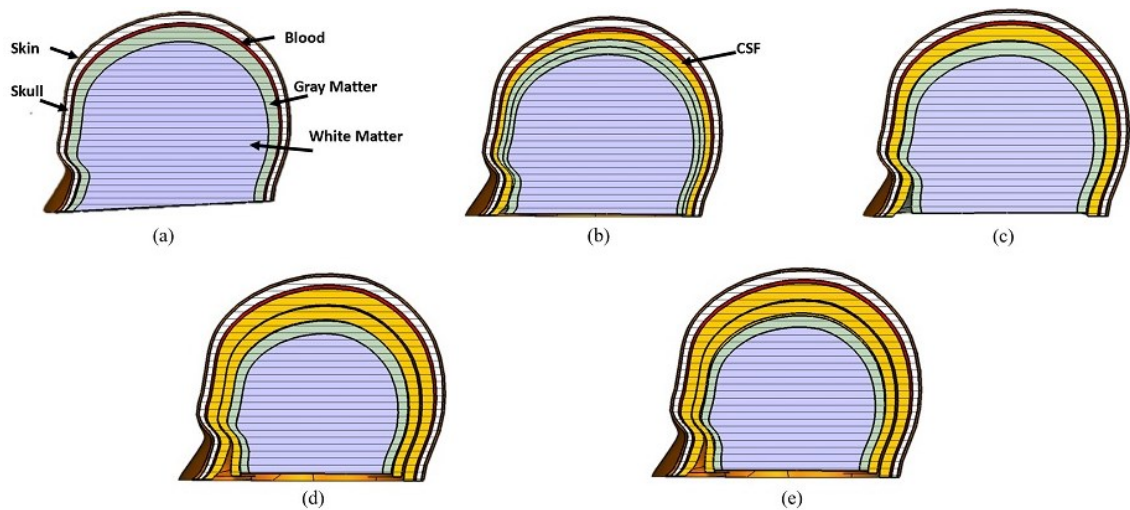 Skin
Blood
CSF
Skull
Gray Matter
White Matter
(a)
(b)
(c)
(d)
(e)